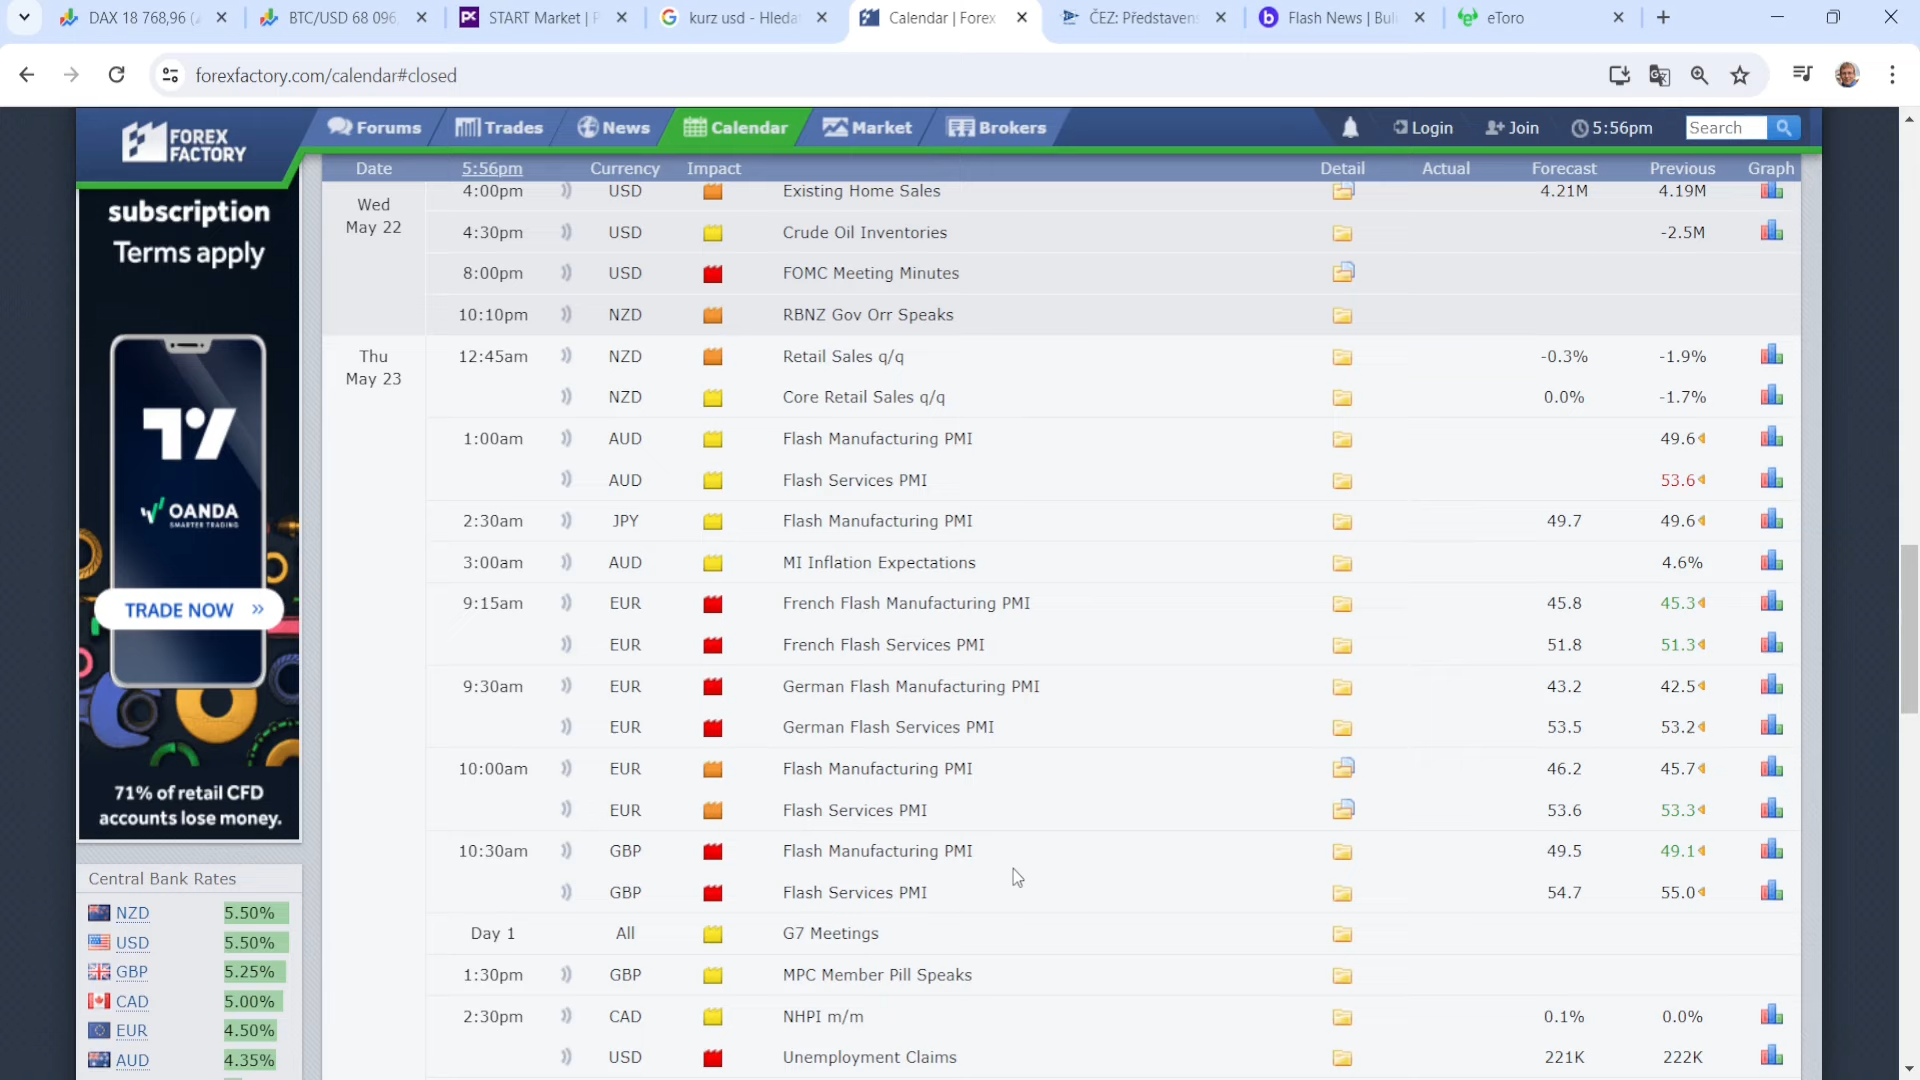 DAX 18 768,96 (
BTC/USD 68 096
START Market | P
kurz usd - Hleda
Calendar | Forex
ČEZ: Představen
Flash News | Bul
eToro
forexfactory.com/calendar#closed
FOREX FACTORY
Forums
Trades
News
Calendar
Market
Brokers
Login
Join
5:56pm
Search
Date 5:56pm Currency Impact Detail Actual Forecast Previous Graph
Wed
May 22
4:00pm USD Existing Home Sales 4.21M 4.19M
4:30pm USD Crude Oil Inventories -2.5M
8:00pm USD FOMC Meeting Minutes
10:10pm NZD RBNZ Gov Orr Speaks
Thu
May 23
12:45am NZD Retail Sales q/q -0.3% -1.9%
NZD Core Retail Sales q/q 0.0% -1.7%
1:00am AUD Flash Manufacturing PMI 49.6
AUD Flash Services PMI 53.6
2:30am JPY Flash Manufacturing PMI 49.7 49.6
3:00am AUD MI Inflation Expectations 4.6%
9:15am EUR French Flash Manufacturing PMI 45.8 45.3
EUR French Flash Services PMI 51.8 51.3
9:30am EUR German Flash Manufacturing PMI 43.2 42.5
EUR German Flash Services PMI 53.5 53.2
10:00am EUR Flash Manufacturing PMI 46.2 45.7
EUR Flash Services PMI 53.6 53.3
10:30am GBP Flash Manufacturing PMI 49.5 49.1
GBP Flash Services PMI 54.7 55.0
Day 1 All G7 Meetings
1:30pm GBP MPC Member Pill Speaks
2:30pm CAD NHPI m/m 0.1% 0.0%
USD Unemployment Claims 221K 222K
subscription
Terms apply
OANDA
SMARTER TRADING
TRADE NOW »
71% of retail CFD
accounts lose money.
Central Bank Rates
NZD 5.50%
USD 5.50%
GBP 5.25%
CAD 5.00%
EUR 4.50%
AUD 4.35%